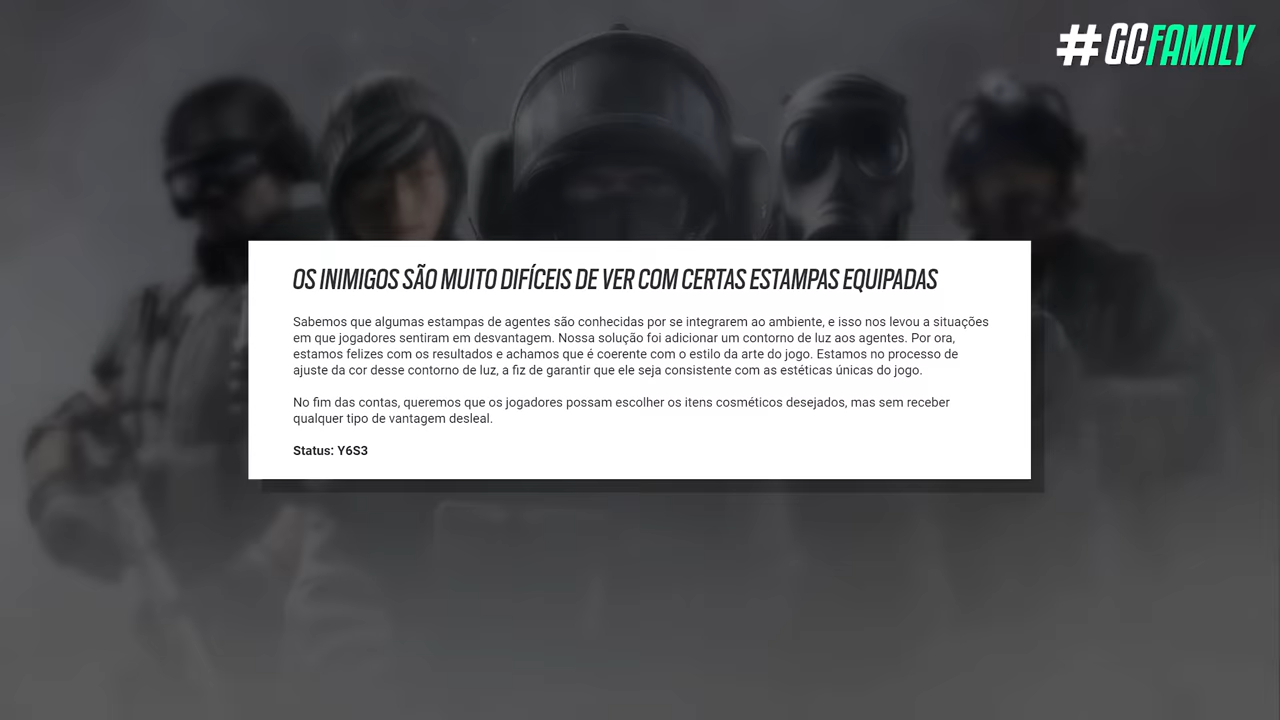 #GCFAMILY
OS INIMIGOS SÃO MUITO DIFÍCEIS DE VER COM CERTAS ESTAMPAS EQUIPADAS
Sabemos que algumas estampas de agentes são conhecidas por se integrarem ao ambiente, e isso nos levou a situações
em que jogadores sentiram em desvantagem. Nossa solução foi adicionar um contorno de luz aos agentes. Por ora,
estamos felizes com os resultados e achamos que é coerente com o estilo da arte do jogo. Estamos no processo de
ajuste da cor desse contorno de luz, a fiz de garantir que ele seja consistente com as estéticas únicas do jogo.
No fim das contas, queremos que os jogadores possam escolher os itens cosméticos desejados, mas sem receber
qualquer tipo de vantagem desleal.
Status: Y6S3